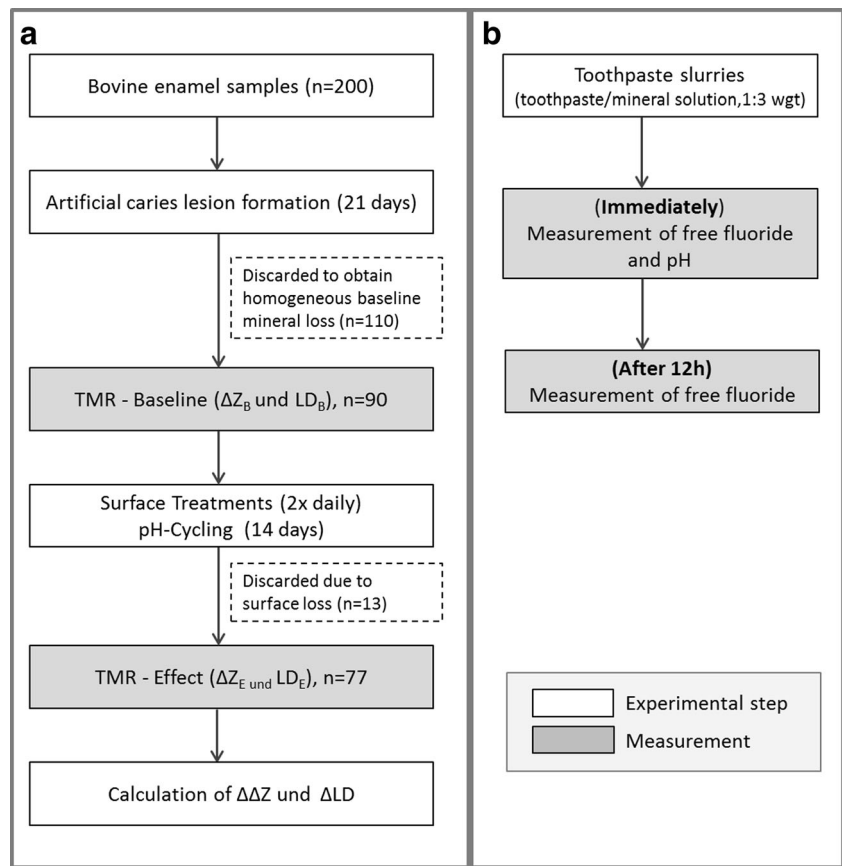 a
Bovine enamel samples (n=200)
Artificial caries lesion formation (21 days)
Discarded to obtain
homogeneous baseline
mineral loss (n=110)
TMR - Baseline (ΔZB und LDB), n=90
Surface Treatments (2x daily)
pH-Cycling (14 days)
Discarded due to
surface loss (n=13)
TMR - Effect (ΔZE und LDE), n=77
Calculation of ΔΔZ und ΔLD
b
Toothpaste slurries
(toothpaste/mineral solution,1:3 wgt)
(Immediately)
Measurement of free fluoride
and pH
(After 12h)
Measurement of free fluoride
Experimental step
Measurement